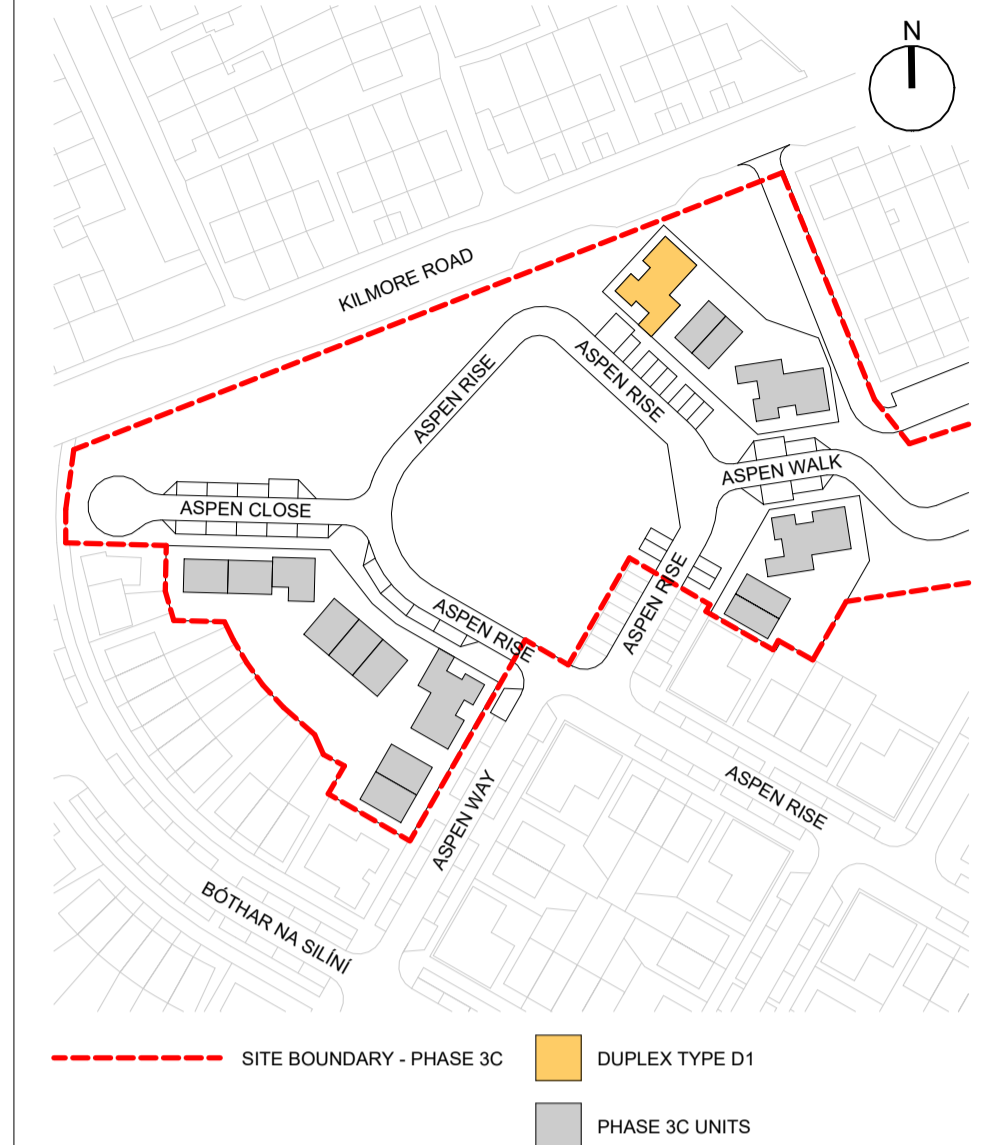 N
KILMORE ROAD
ASPEN RISE
ASPEN RISE
ASPEN WALK
ASPEN CLOSE
ASPEN RISE
ASPEN RISE
ASPEN RISE
ASPEN WAY
BÓTHAR NA SILÍNÍ
SITE BOUNDARY - PHASE 3C
DUPLEX TYPE D1
PHASE 3C UNITS